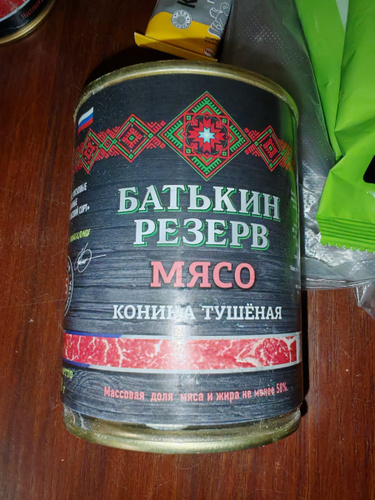 БАТЬКИН
РЕЗЕРВ
МЯСО
КОНИНА ТУШЁНАЯ
Массовая доля мяса и жира не менее 58%